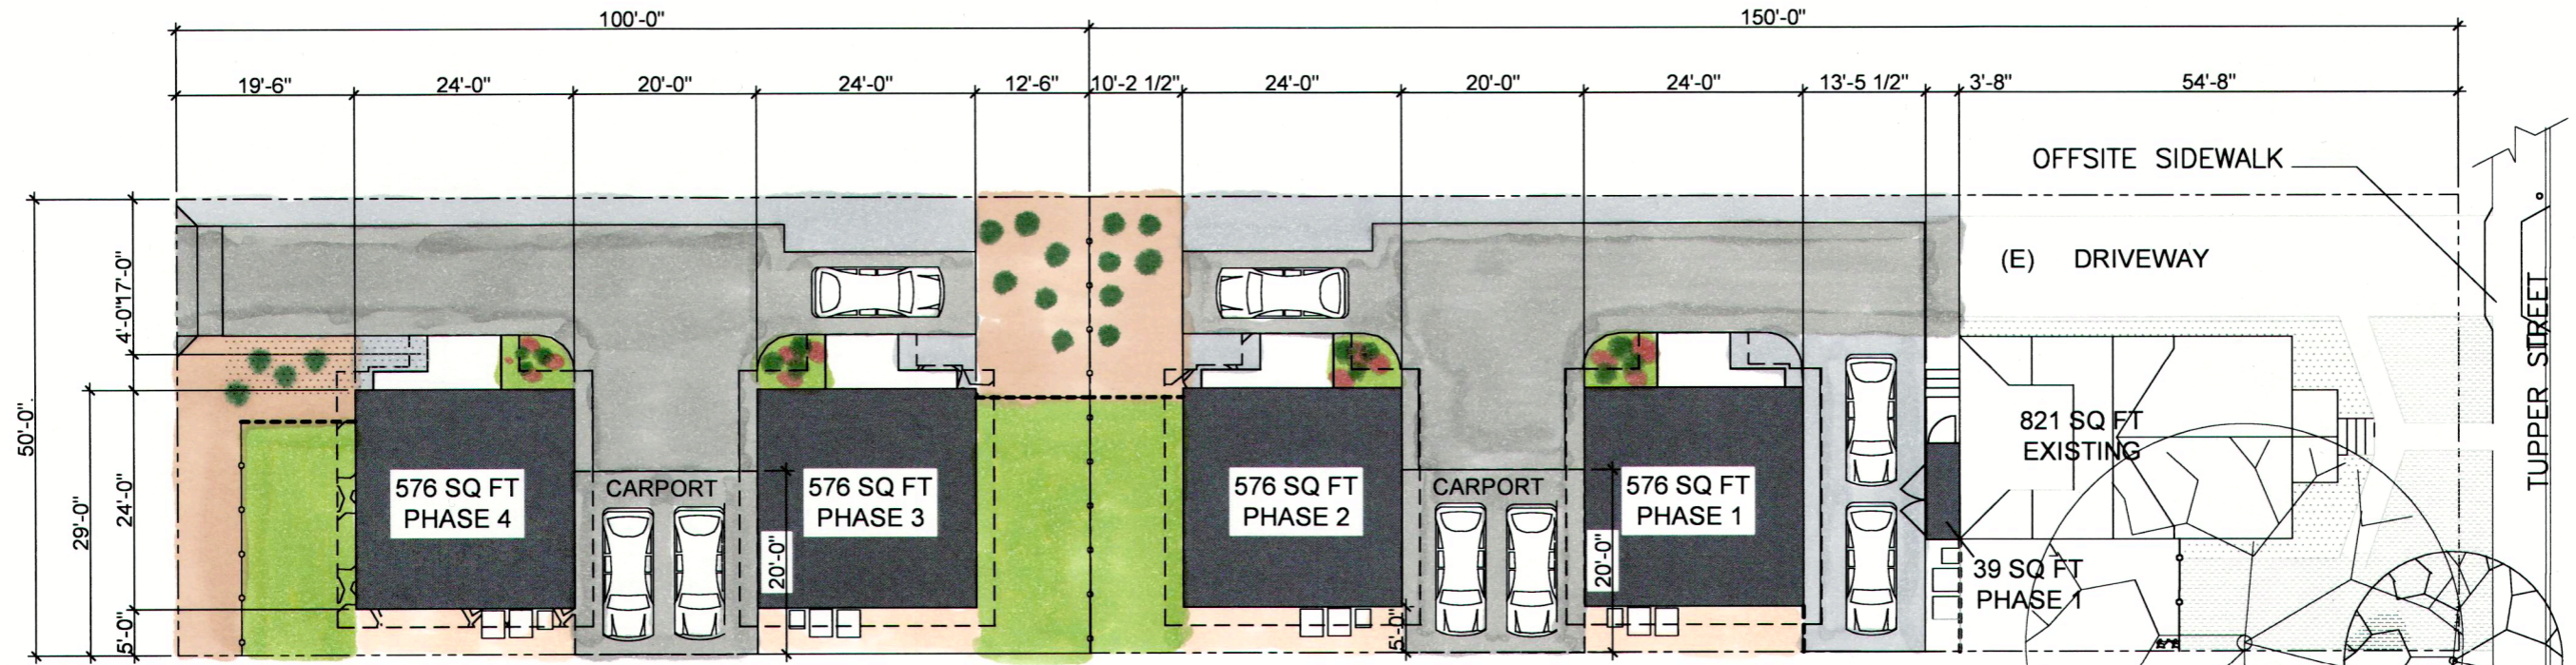 100'-0"
150'-0"
19'-6"
24'-0"
20'-0"
24'-0"
12'-6"
10'-2 1/2"
24'-0"
20'-0"
24'-0"
13'-5 1/2"
3'-8"
54'-8"
OFFSITE SIDEWALK
(E) DRIVEWAY
TUPPER STREET
50'-0"
29'-0"
17'-0"
4'-0"
24'-0"
5'-0"
576 SQ FT
PHASE 4
CARPORT
20'-0"
576 SQ FT
PHASE 3
576 SQ FT
PHASE 2
CARPORT
5'-0"
20'-0"
576 SQ FT
PHASE 1
821 SQ FT
EXISTING
39 SQ FT
PHASE 1